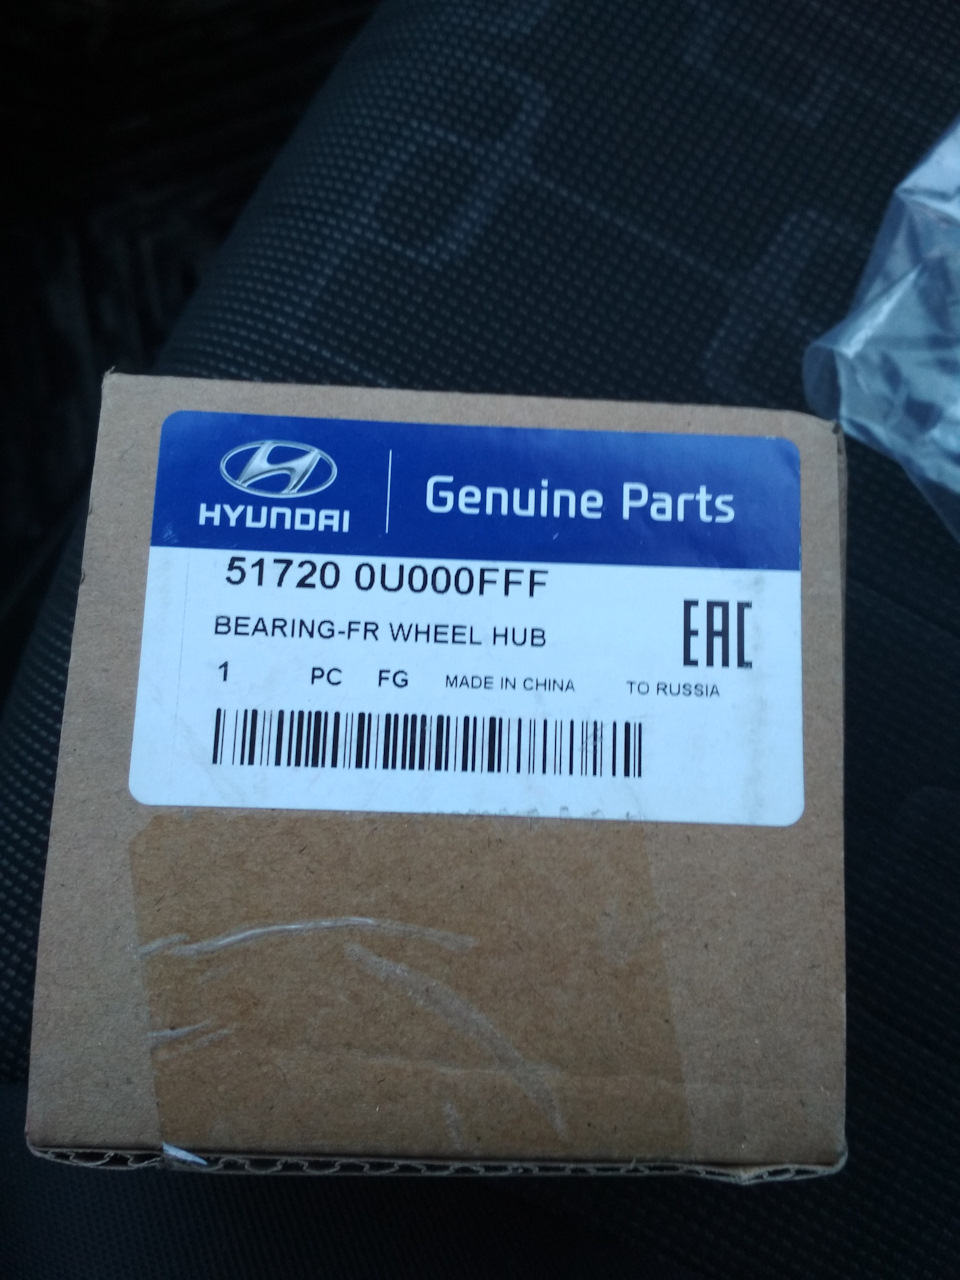 HYUNDAI
Genuine Parts
51720 0U000FFF
BEARING-FR WHEEL HUB
EAC
1 PC FG MADE IN CHINA TO RUSSIA